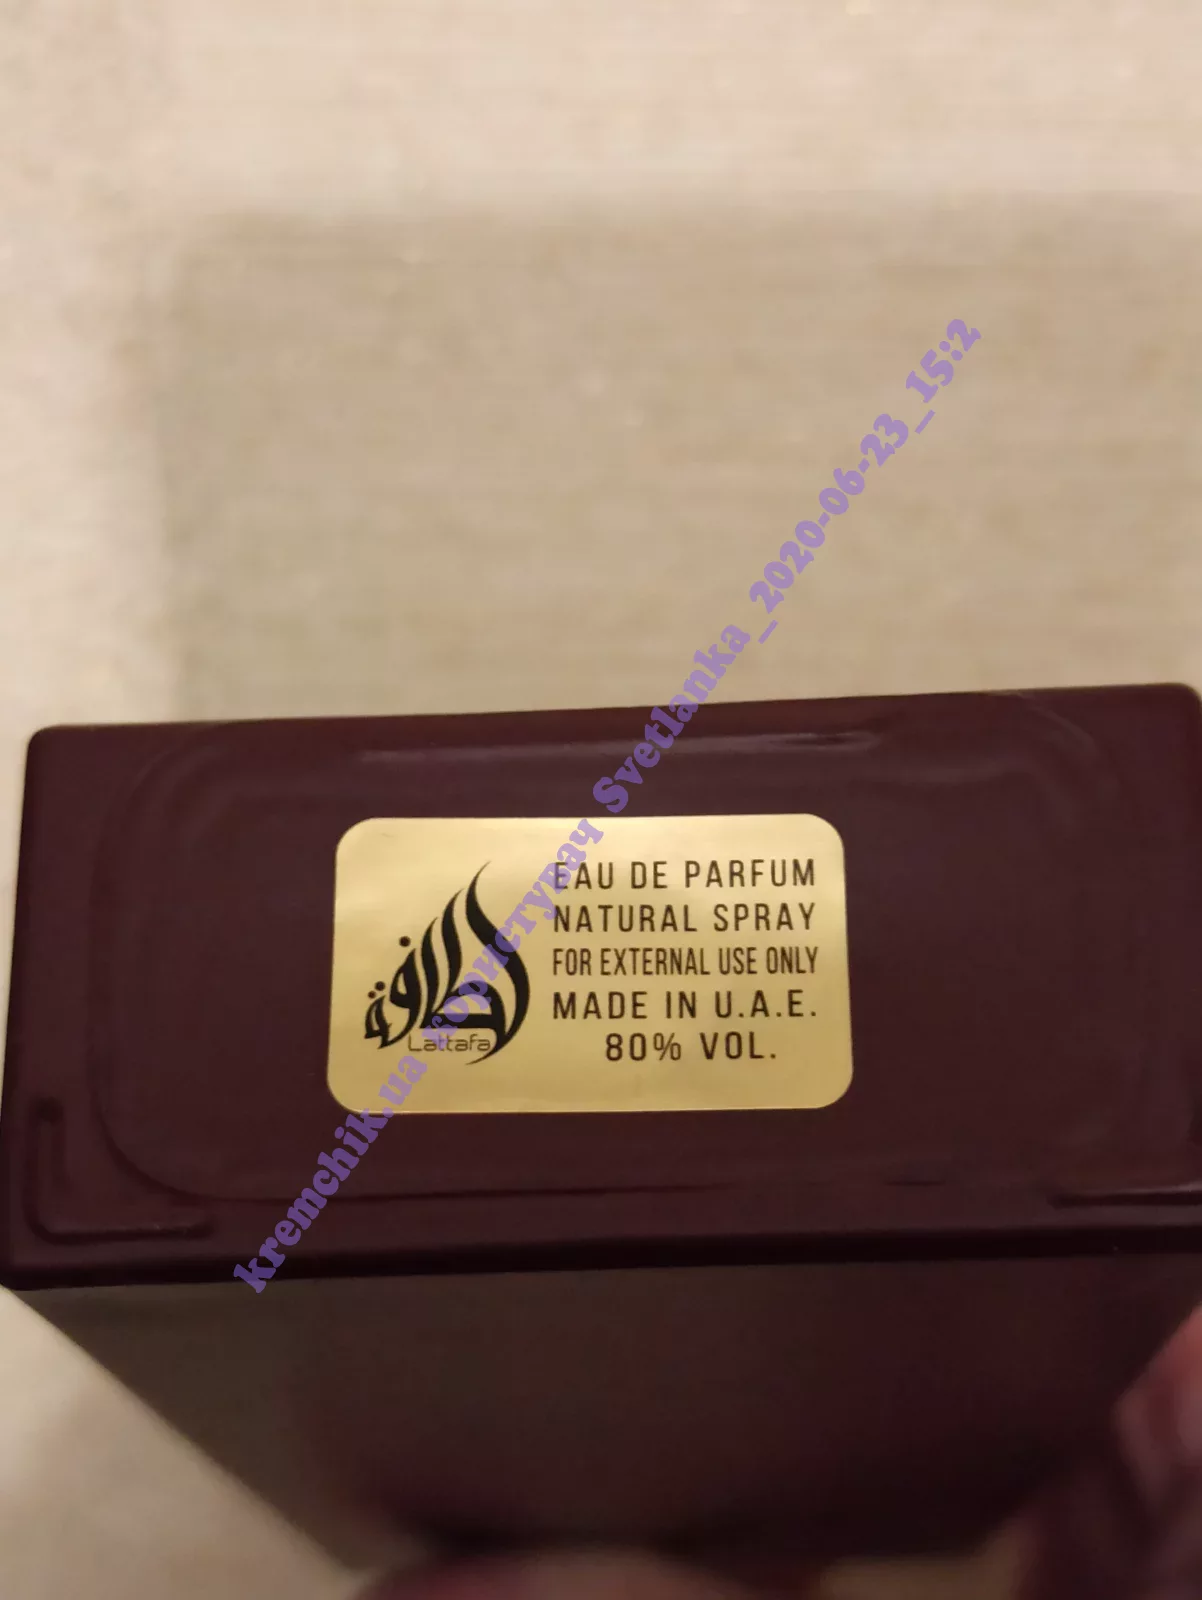 EAU DE PARFUM
NATURAL SPRAY
FOR EXTERNAL USE ONLY
MADE IN U.A.E.
80% VOL.
لطافة
Lattafa
kremchik.ua користувач Svetlanka_2020-06-23_15:2